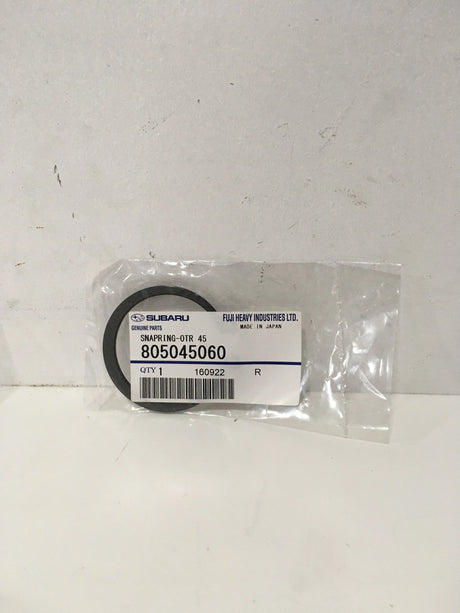 SUBARU FUJI HEAVY INDUSTRIES LTD.
GENUINE PARTS MADE IN JAPAN
SNAPRING-OTR 45
805045060
QTY 1 160922 R